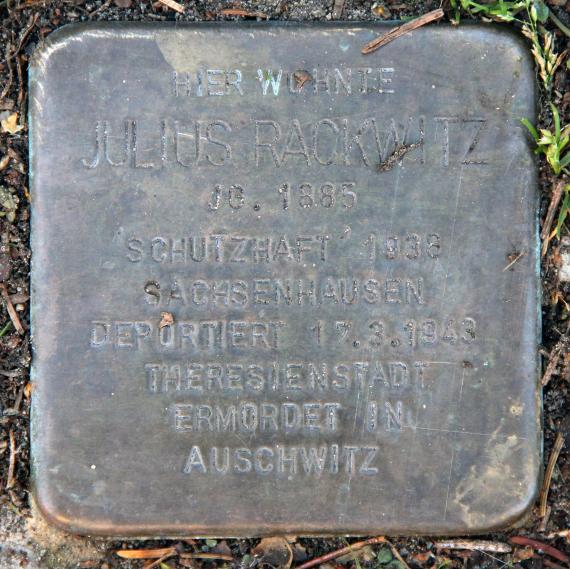 HIER WOHNTE
JULIUS RACKWITZ
JG. 1885
'SCHUTZHAFT' 1938
SACHSENHAUSEN
DEPORTIERT 17.3.1943
THERESIENSTADT
ERMORDET IN
AUSCHWITZ